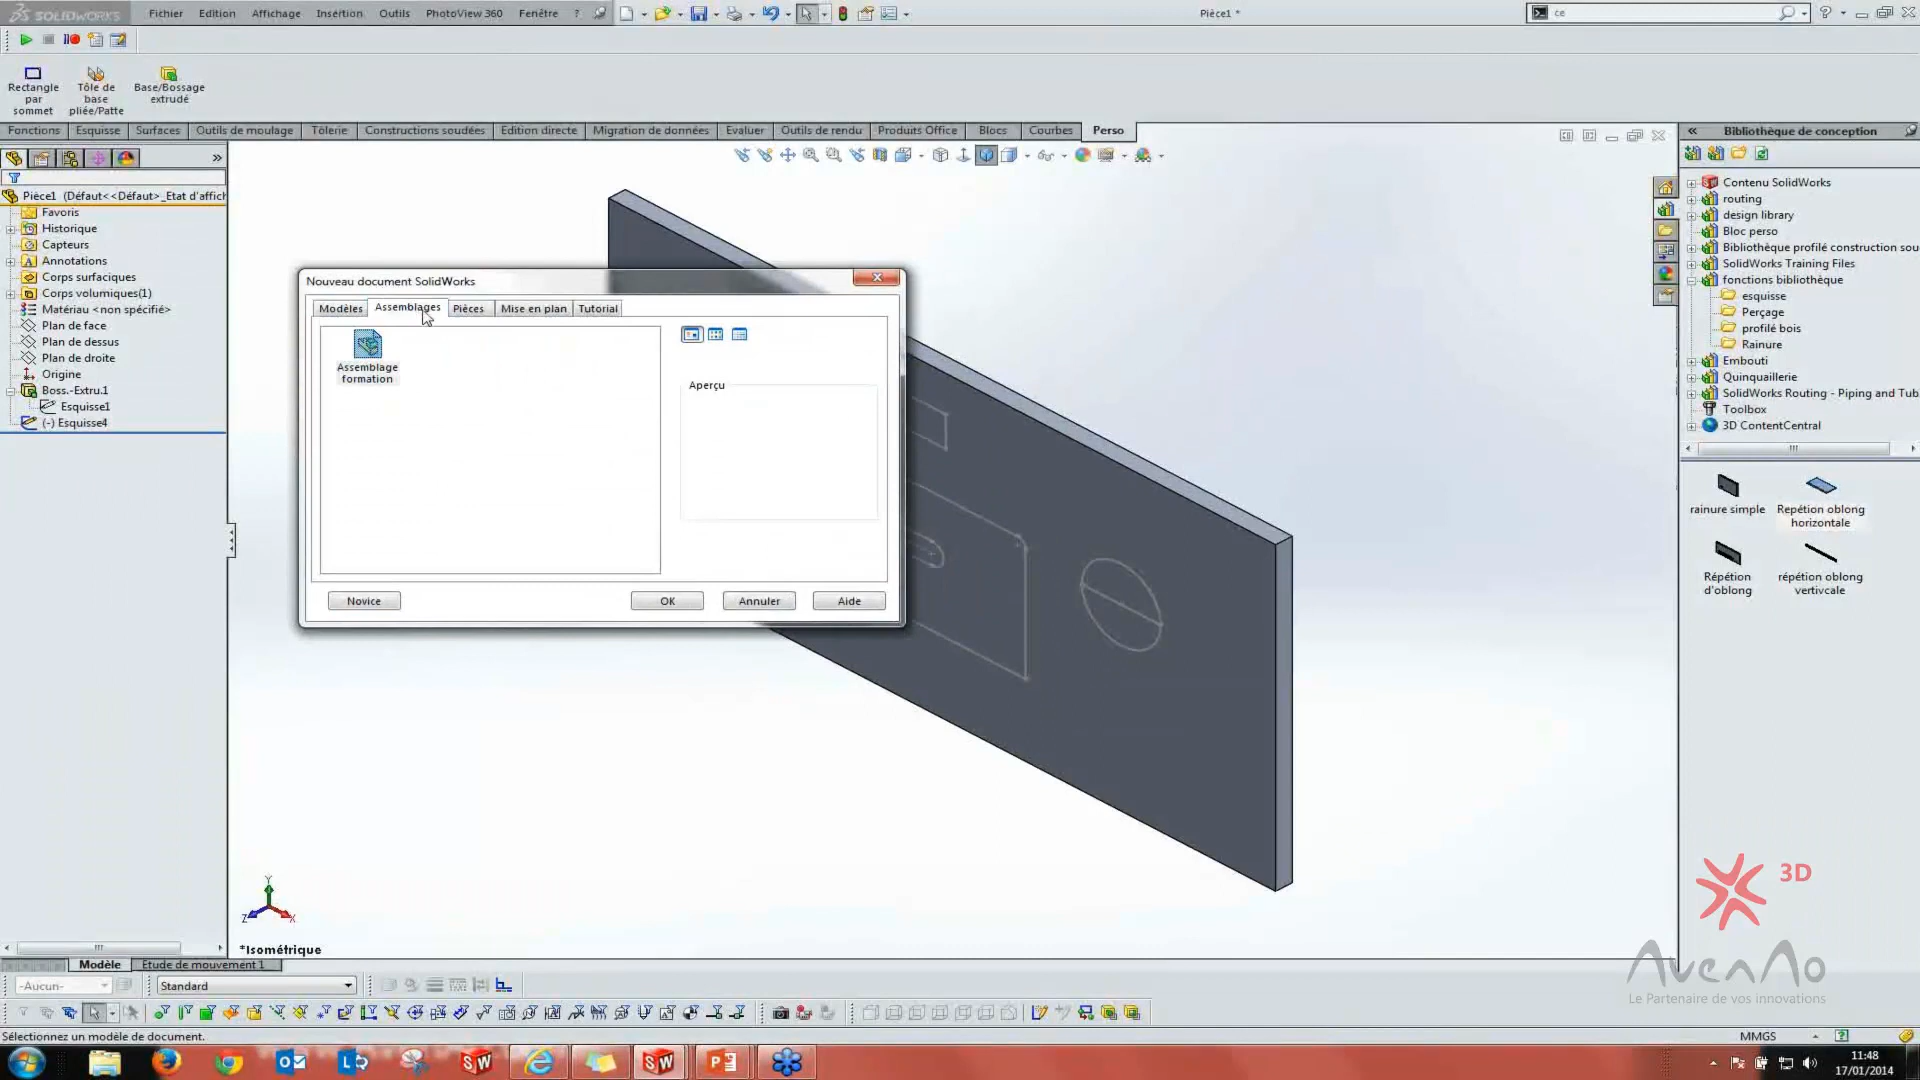 SOLIDWORKS Fichier Edition Affichage Insertion Outils PhotoView 360 Fenêtre ? Pièce1 * ce
Rectangle par sommet
Tôle de base pliée/Patte
Base/Bossage extrudé
Fonctions Esquisse Surfaces Outils de moulage Tôlerie Constructions soudées Edition directe Migration de données Evaluer Outils de rendu Produits Office Blocs Courbes Perso
Pièce1 (Défaut<<Défaut>_Etat d'affich
Favoris
Historique
Capteurs
Annotations
Corps surfaciques
Corps volumiques(1)
Matériau <non spécifié>
Plan de face
Plan de dessus
Plan de droite
Origine
Boss.-Extru.1
Esquisse1
(-) Esquisse4
Nouveau document SolidWorks
Modèles Assemblages Pièces Mise en plan Tutorial
Assemblage
formation
Aperçu
Novice OK Annuler Aide
Bibliothèque de conception
Contenu SolidWorks
routing
design library
Bloc perso
Bibliothèque profilé construction sou
SolidWorks Training Files
fonctions bibliothèque
esquisse
Perçage
profilé bois
Rainure
Embouti
Quinquaillerie
SolidWorks Routing - Piping and Tub
Toolbox
3D ContentCentral
rainure simple
Repétion oblong
horizontale
Répétion
d'oblong
répétion oblong
vertivcale
Y
Z
X
*Isométrique
3D
AvenAo
Le Partenaire de vos innovations
Modèle Etude de mouvement 1
-Aucun- Standard
Sélectionnez un modèle de document. MMGS
11:48
17/01/2014